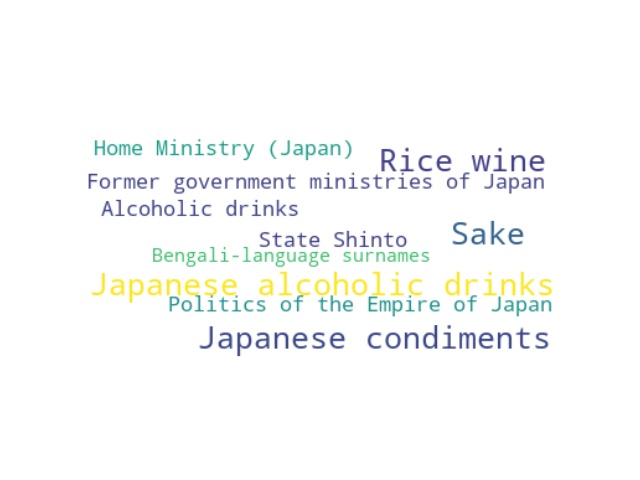 Home Ministry (Japan)
Rice wine
Former government ministries of Japan
Alcoholic drinks
Sake
State Shinto
Bengali-language surnames
Japanese alcoholic drinks
Politics of the Empire of Japan
Japanese condiments